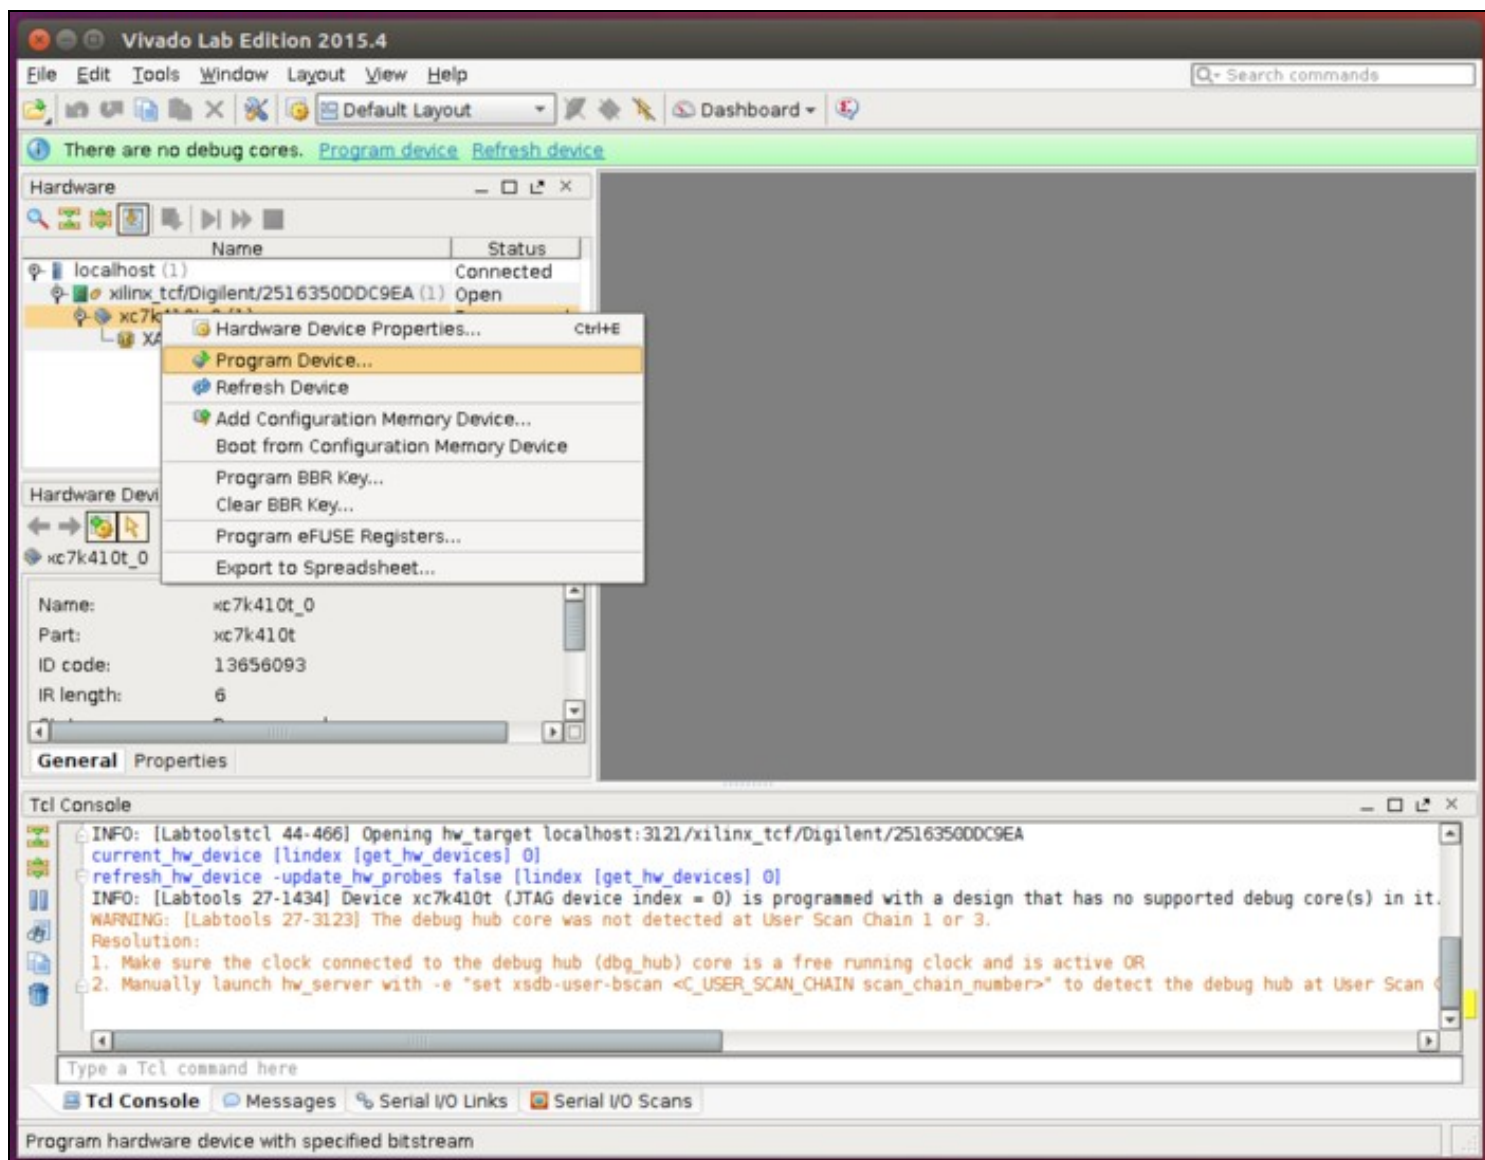 Vivado Lab Edition 2015.4
File Edit Tools Window Layout View Help
Search commands
Default Layout
Dashboard
There are no debug cores. Program device Refresh device
Hardware
Name Status
localhost (1) Connected
xilinx_tcf/Digilent/2516350DDC9EA (1) Open
xc7k
XA
Hardware Device Properties... Ctrl+E
Program Device...
Refresh Device
Add Configuration Memory Device...
Boot from Configuration Memory Device
Program BBR Key...
Clear BBR Key...
Program eFUSE Registers...
Export to Spreadsheet...
Hardware Devi
xc7k410t_0
Name: xc7k410t_0
Part: xc7k410t
ID code: 13656093
IR length: 6
General Properties
Tcl Console
INFO: [Labtoolstcl 44-466] Opening hw_target localhost:3121/xilinx_tcf/Digilent/2516350DDC9EA
current_hw_device [lindex [get_hw_devices] 0]
refresh_hw_device -update_hw_probes false [lindex [get_hw_devices] 0]
INFO: [Labtools 27-1434] Device xc7k410t (JTAG device index = 0) is programmed with a design that has no supported debug core(s) in it.
WARNING: [Labtools 27-3123] The debug hub core was not detected at User Scan Chain 1 or 3.
Resolution:
1. Make sure the clock connected to the debug hub (dbg_hub) core is a free running clock and is active OR
2. Manually launch hw_server with -e "set xsdb-user-bscan <C_USER_SCAN_CHAIN scan_chain_number>" to detect the debug hub at User Scan
Type a Tcl command here
Tcl Console Messages Serial I/O Links Serial I/O Scans
Program hardware device with specified bitstream